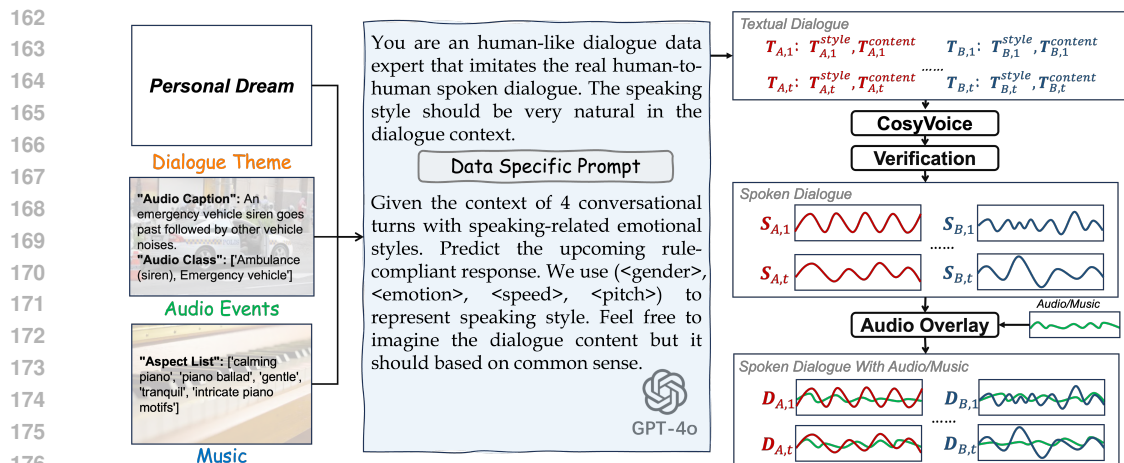 162
163
164
165
166
167
168
169
170
171
172
173
174
175
176
Personal Dream
Dialogue Theme
"Audio Caption": An
emergency vehicle siren goes
past followed by other vehicle
noises.
"Audio Class": ['Ambulance
(siren), Emergency vehicle']
Audio Events
"Aspect List": ['calming
piano', 'piano ballad', 'gentle',
'tranquil', 'intricate piano
motifs']
Music
You are an human-like dialogue data
expert that imitates the real human-to-
human spoken dialogue. The speaking
style should be very natural in the
dialogue context.
Data Specific Prompt
Given the context of 4 conversational
turns with speaking-related emotional
styles. Predict the upcoming rule-
compliant response. We use (<gender>,
<emotion>, <speed>, <pitch>) to
represent speaking style. Feel free to
imagine the dialogue content but it
should based on common sense.
GPT-4o
Textual Dialogue
T_{A,1}: T_{A,1}^{style}, T_{A,1}^{content} T_{B,1}: T_{B,1}^{style}, T_{B,1}^{content}
......
T_{A,t}: T_{A,t}^{style}, T_{A,t}^{content} T_{B,t}: T_{B,t}^{style}, T_{B,t}^{content}
CosyVoice
Verification
Spoken Dialogue
S_{A,1} S_{B,1}
......
S_{A,t} S_{B,t}
Audio/Music
Audio Overlay
Spoken Dialogue With Audio/Music
D_{A,1} D_{B,1}
......
D_{A,t} D_{B,t}